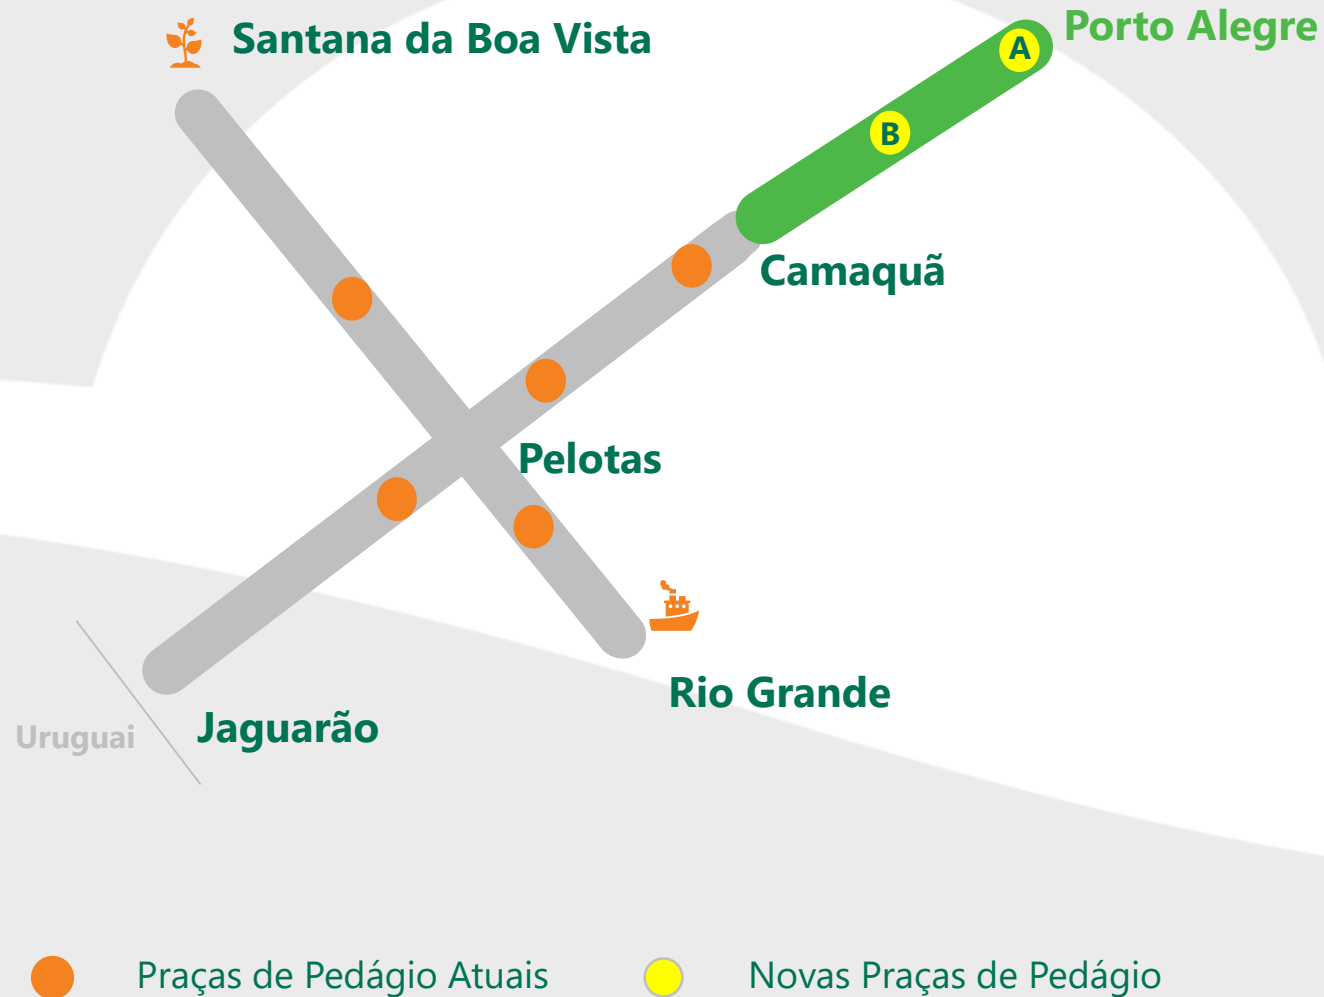 Santana da Boa Vista
Porto Alegre
A
B
Camaquã
Pelotas
Rio Grande
Jaguarão
Uruguai
Praças de Pedágio Atuais
Novas Praças de Pedágio